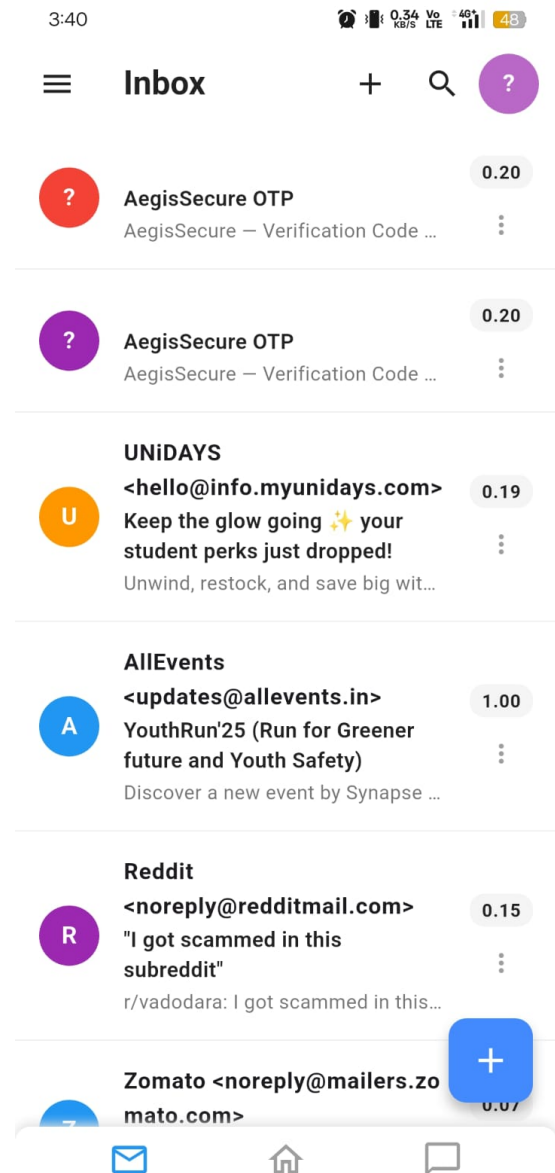 3:40 0.34 KB/S Vo LTE 4G+ 48
Inbox
?
0.20
?
AegisSecure OTP
AegisSecure — Verification Code ...
0.20
?
AegisSecure OTP
AegisSecure — Verification Code ...
UNiDAYS
<hello@info.myunidays.com>
0.19
U
Keep the glow going ✨ your
student perks just dropped!
Unwind, restock, and save big wit...
AllEvents
<updates@allevents.in>
1.00
A
YouthRun'25 (Run for Greener
future and Youth Safety)
Discover a new event by Synapse ...
Reddit
<noreply@redditmail.com>
0.15
R
"I got scammed in this
subreddit"
r/vadodara: I got scammed in this...
Zomato <noreply@mailers.zo
mato.com>
0.07
Z